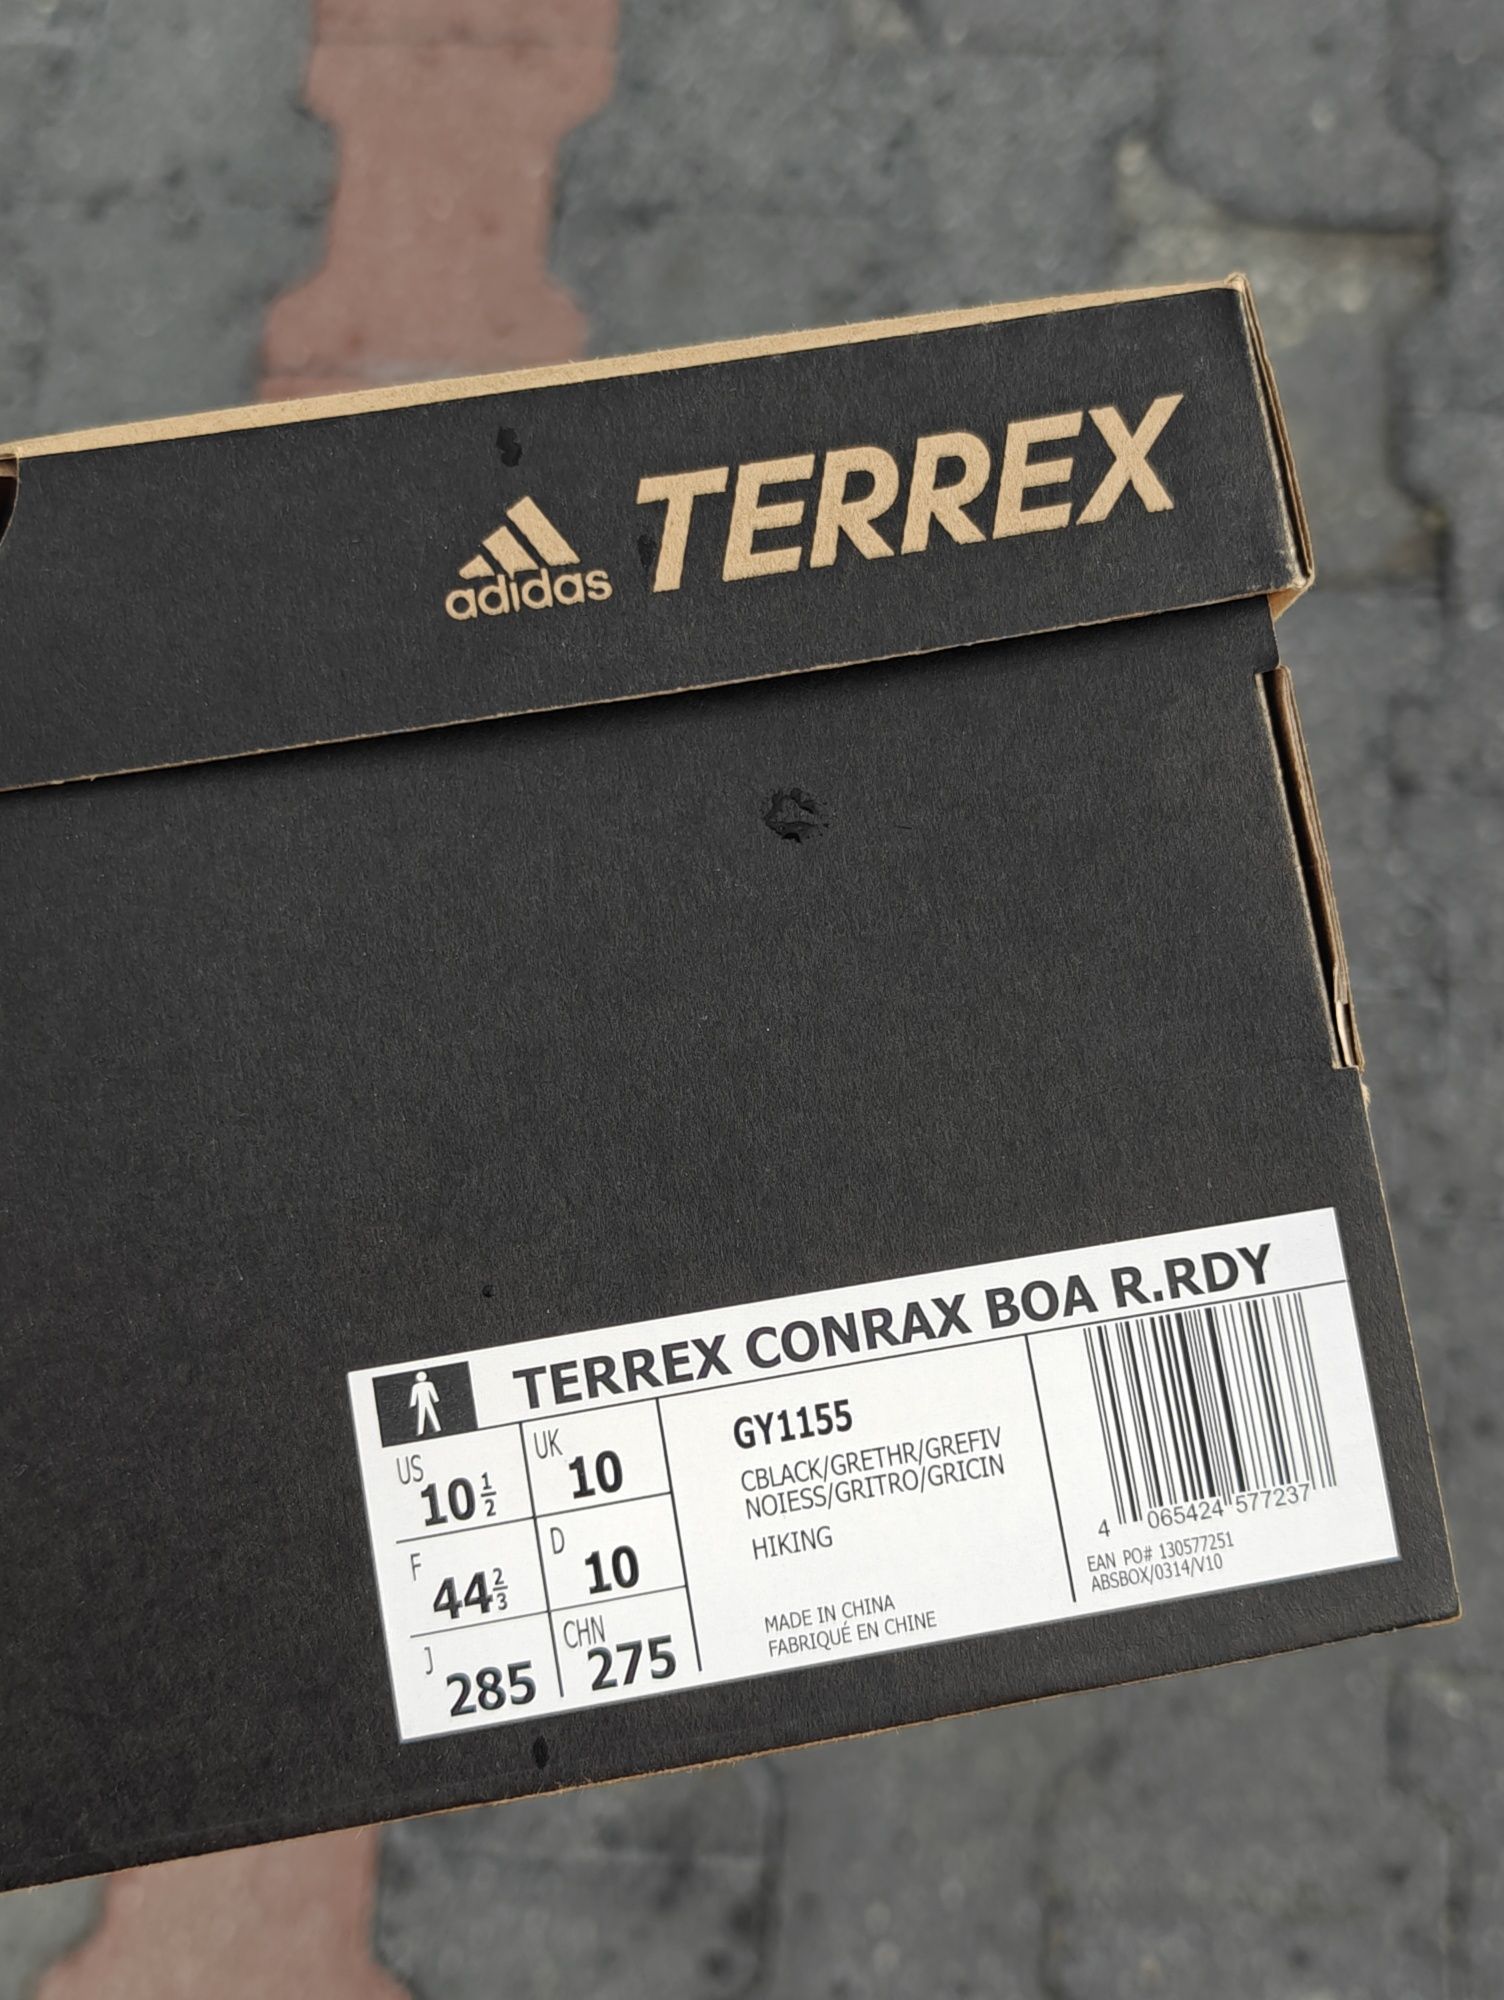 adidas TERREX
TERREX CONRAX BOA R.RDY
US 10 1/2
UK 10
F 44 2/3
D 10
J 285
CHN 275
GY1155
CBLACK/GRETHR/GREFIV
NOIESS/GRITRO/GRICIN
HIKING
MADE IN CHINA
FABRIQUÉ EN CHINE
4 065424 577237
EAN PO# 130577251
ABSBOX/0314/V10